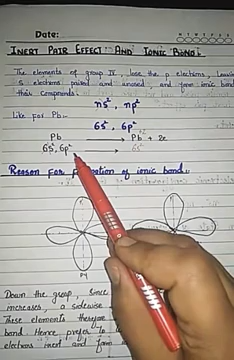 Date:
INERT PAIR EFFECT AND IONIC BOND:
The elements of group IV, lose the p electrons, leaving
s electrons paired and unused, and form ionic bond
their compounds.
ns², np²
Like for Pb:-
6s², 6p²
Pb → Pb⁺² + 2e
6s², 6p² 6s²
Reason for of ionic bond:
Down the group, since
increases, a sidewise
These elements therefore
bond. Hence prefer to
electrons inert and form